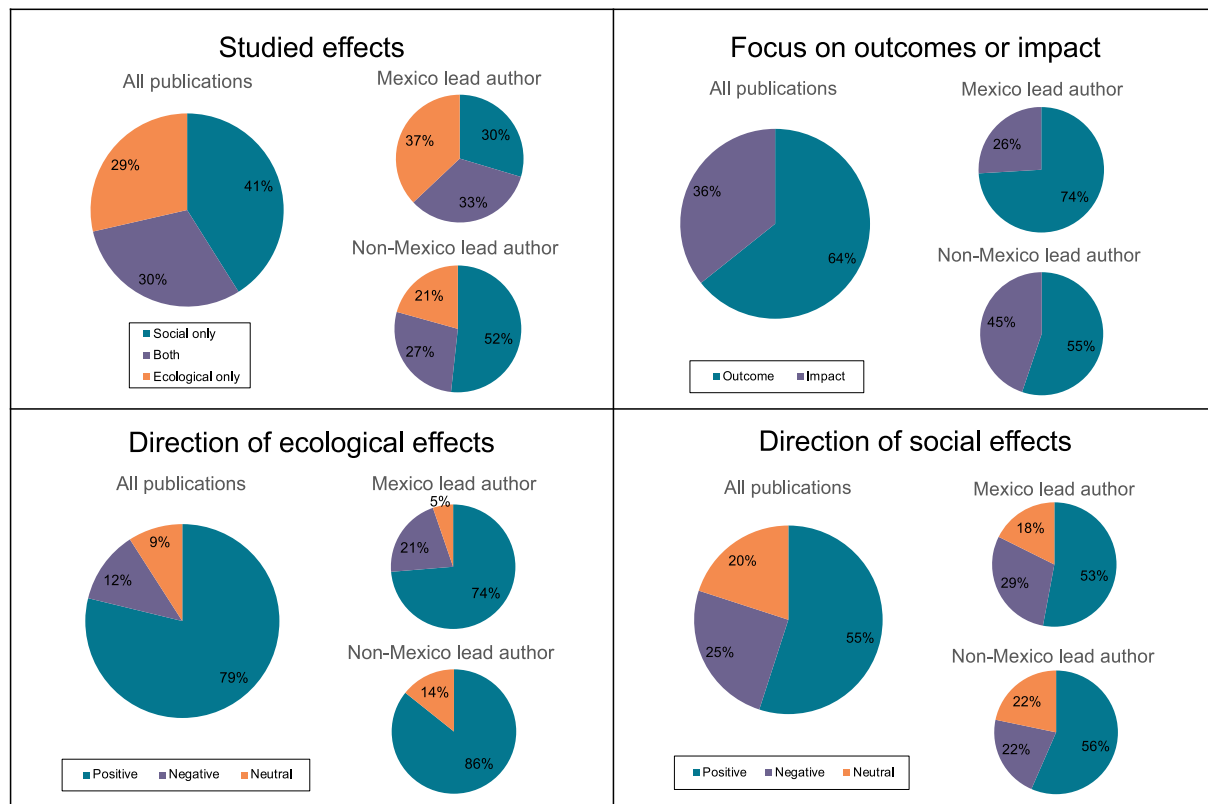 Studied effects
All publications
29%
41%
30%
Mexico lead author
37%
30%
33%
Non-Mexico lead author
21%
52%
27%
Social only
Both
Ecological only
Focus on outcomes or impact
All publications
36%
64%
Mexico lead author
26%
74%
Non-Mexico lead author
45%
55%
Outcome
Impact
Direction of ecological effects
All publications
9%
12%
79%
Mexico lead author
5%
21%
74%
Non-Mexico lead author
14%
86%
Positive
Negative
Neutral
Direction of social effects
All publications
20%
55%
25%
Mexico lead author
18%
53%
29%
Non-Mexico lead author
22%
56%
22%
Positive
Negative
Neutral